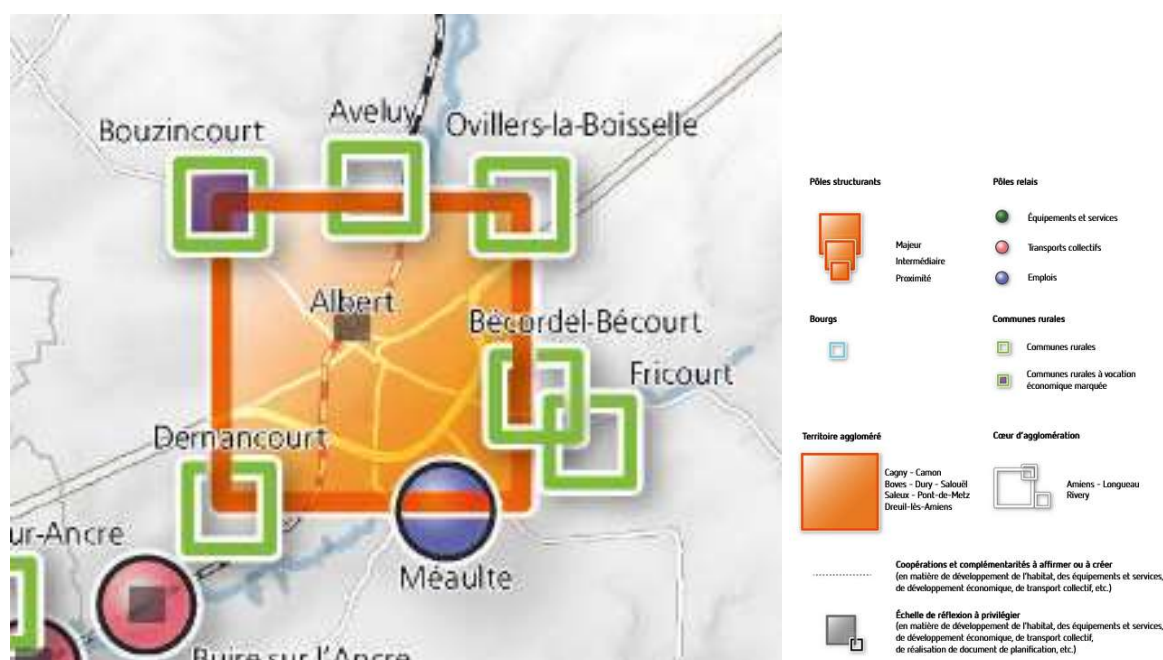 Aveluy
Bouzincourt
Ovillers-la-Boisselle
Albert
Bécordel-Bécourt
Fricourt
Dernancourt
ur-Ancre
Méaulte
Buire sur l'Ancre
Pôles structurants
Majeur
Intermédiaire
Proximité
Pôles relais
Équipements et services
Transports collectifs
Emplois
Bourgs
Communes rurales
Communes rurales
Communes rurales à vocation
économique marquée
Territoire aggloméré
Cagny - Camon
Boves - Dury - Salouël
Saleux - Pont-de-Metz
Dreuil-lès-Amiens
Cœur d'agglomération
Amiens - Longueau
Rivery
Coopérations et complémentarités à affirmer ou à créer
(en matière de développement de l'habitat, des équipements et services,
de développement économique, de transport collectif, etc.)
Échelle de réflexion à privilégier
(en matière de développement de l'habitat, des équipements et services,
de développement économique, de transport collectif,
de réalisation de document de planification, etc.)